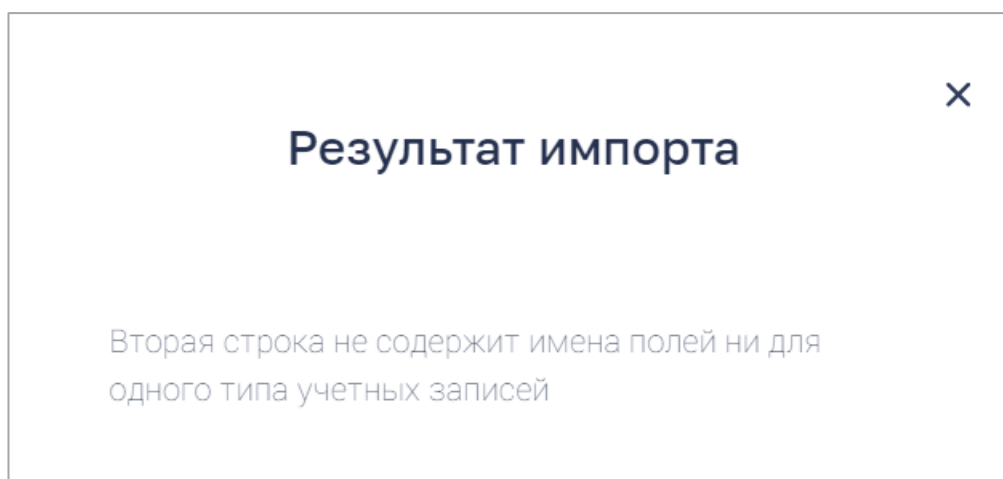 Результат импорта
Вторая строка не содержит имена полей ни для
одного типа учетных записей